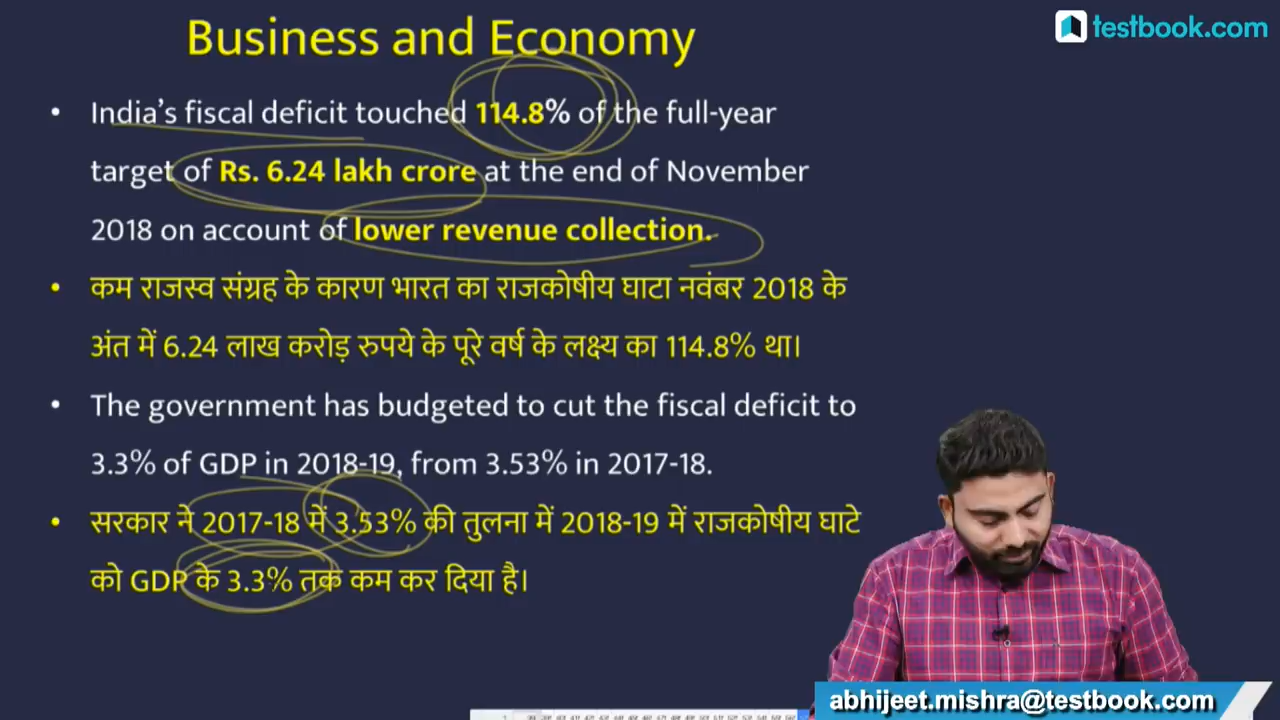 Business and Economy
testbook.com
• India's fiscal deficit touched 114.8% of the full-year
target of Rs. 6.24 lakh crore at the end of November
2018 on account of lower revenue collection.
• कम राजस्व संग्रह के कारण भारत का राजकोषीय घाटा नवंबर 2018 के
अंत में 6.24 लाख करोड़ रुपये के पूरे वर्ष के लक्ष्य का 114.8% था।
• The government has budgeted to cut the fiscal deficit to
3.3% of GDP in 2018-19, from 3.53% in 2017-18.
• सरकार ने 2017-18 में 3.53% की तुलना में 2018-19 में राजकोषीय घाटे
को GDP के 3.3% तक कम कर दिया है।
abhijeet.mishra@testbook.com